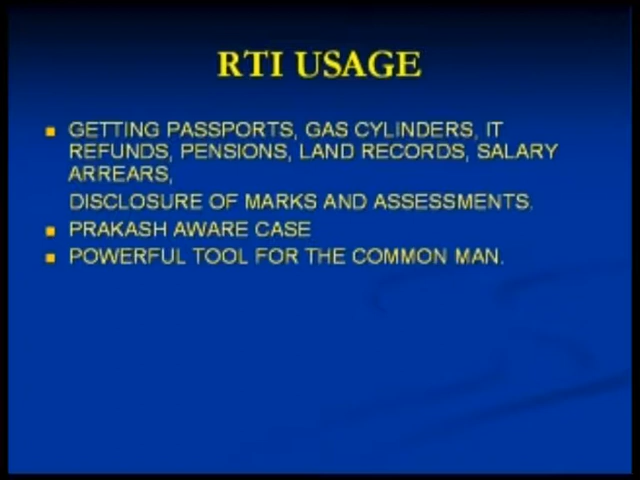 RTI USAGE
GETTING PASSPORTS, GAS CYLINDERS, IT
REFUNDS, PENSIONS, LAND RECORDS, SALARY
ARREARS,
DISCLOSURE OF MARKS AND ASSESSMENTS.
PRAKASH AWARE CASE
POWERFUL TOOL FOR THE COMMON MAN.